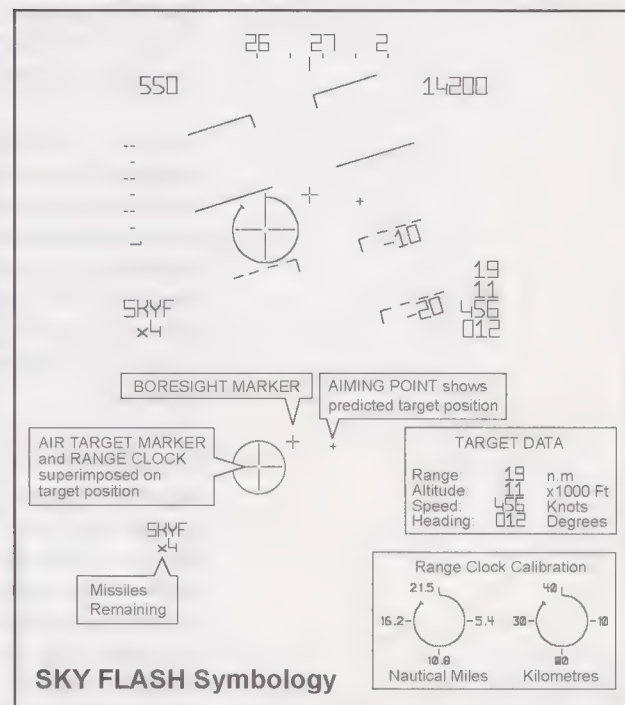 26 27 2
550 14200
-10
19
11
-20 456
012
SKYF
x4
BORESIGHT MARKER
AIMING POINT shows
predicted target position
AIR TARGET MARKER
and RANGE CLOCK
superimposed on
target position
TARGET DATA
Range: 19 n.m
Altitude: 11 x1000 Ft
Speed: 456 Knots
Heading: 012 Degrees
SKYF
x4
Missiles
Remaining
Range Clock Calibration
21.5 40
16.2 5.4 30 10
10.8
Nautical Miles Kilometres
SKY FLASH Symbology